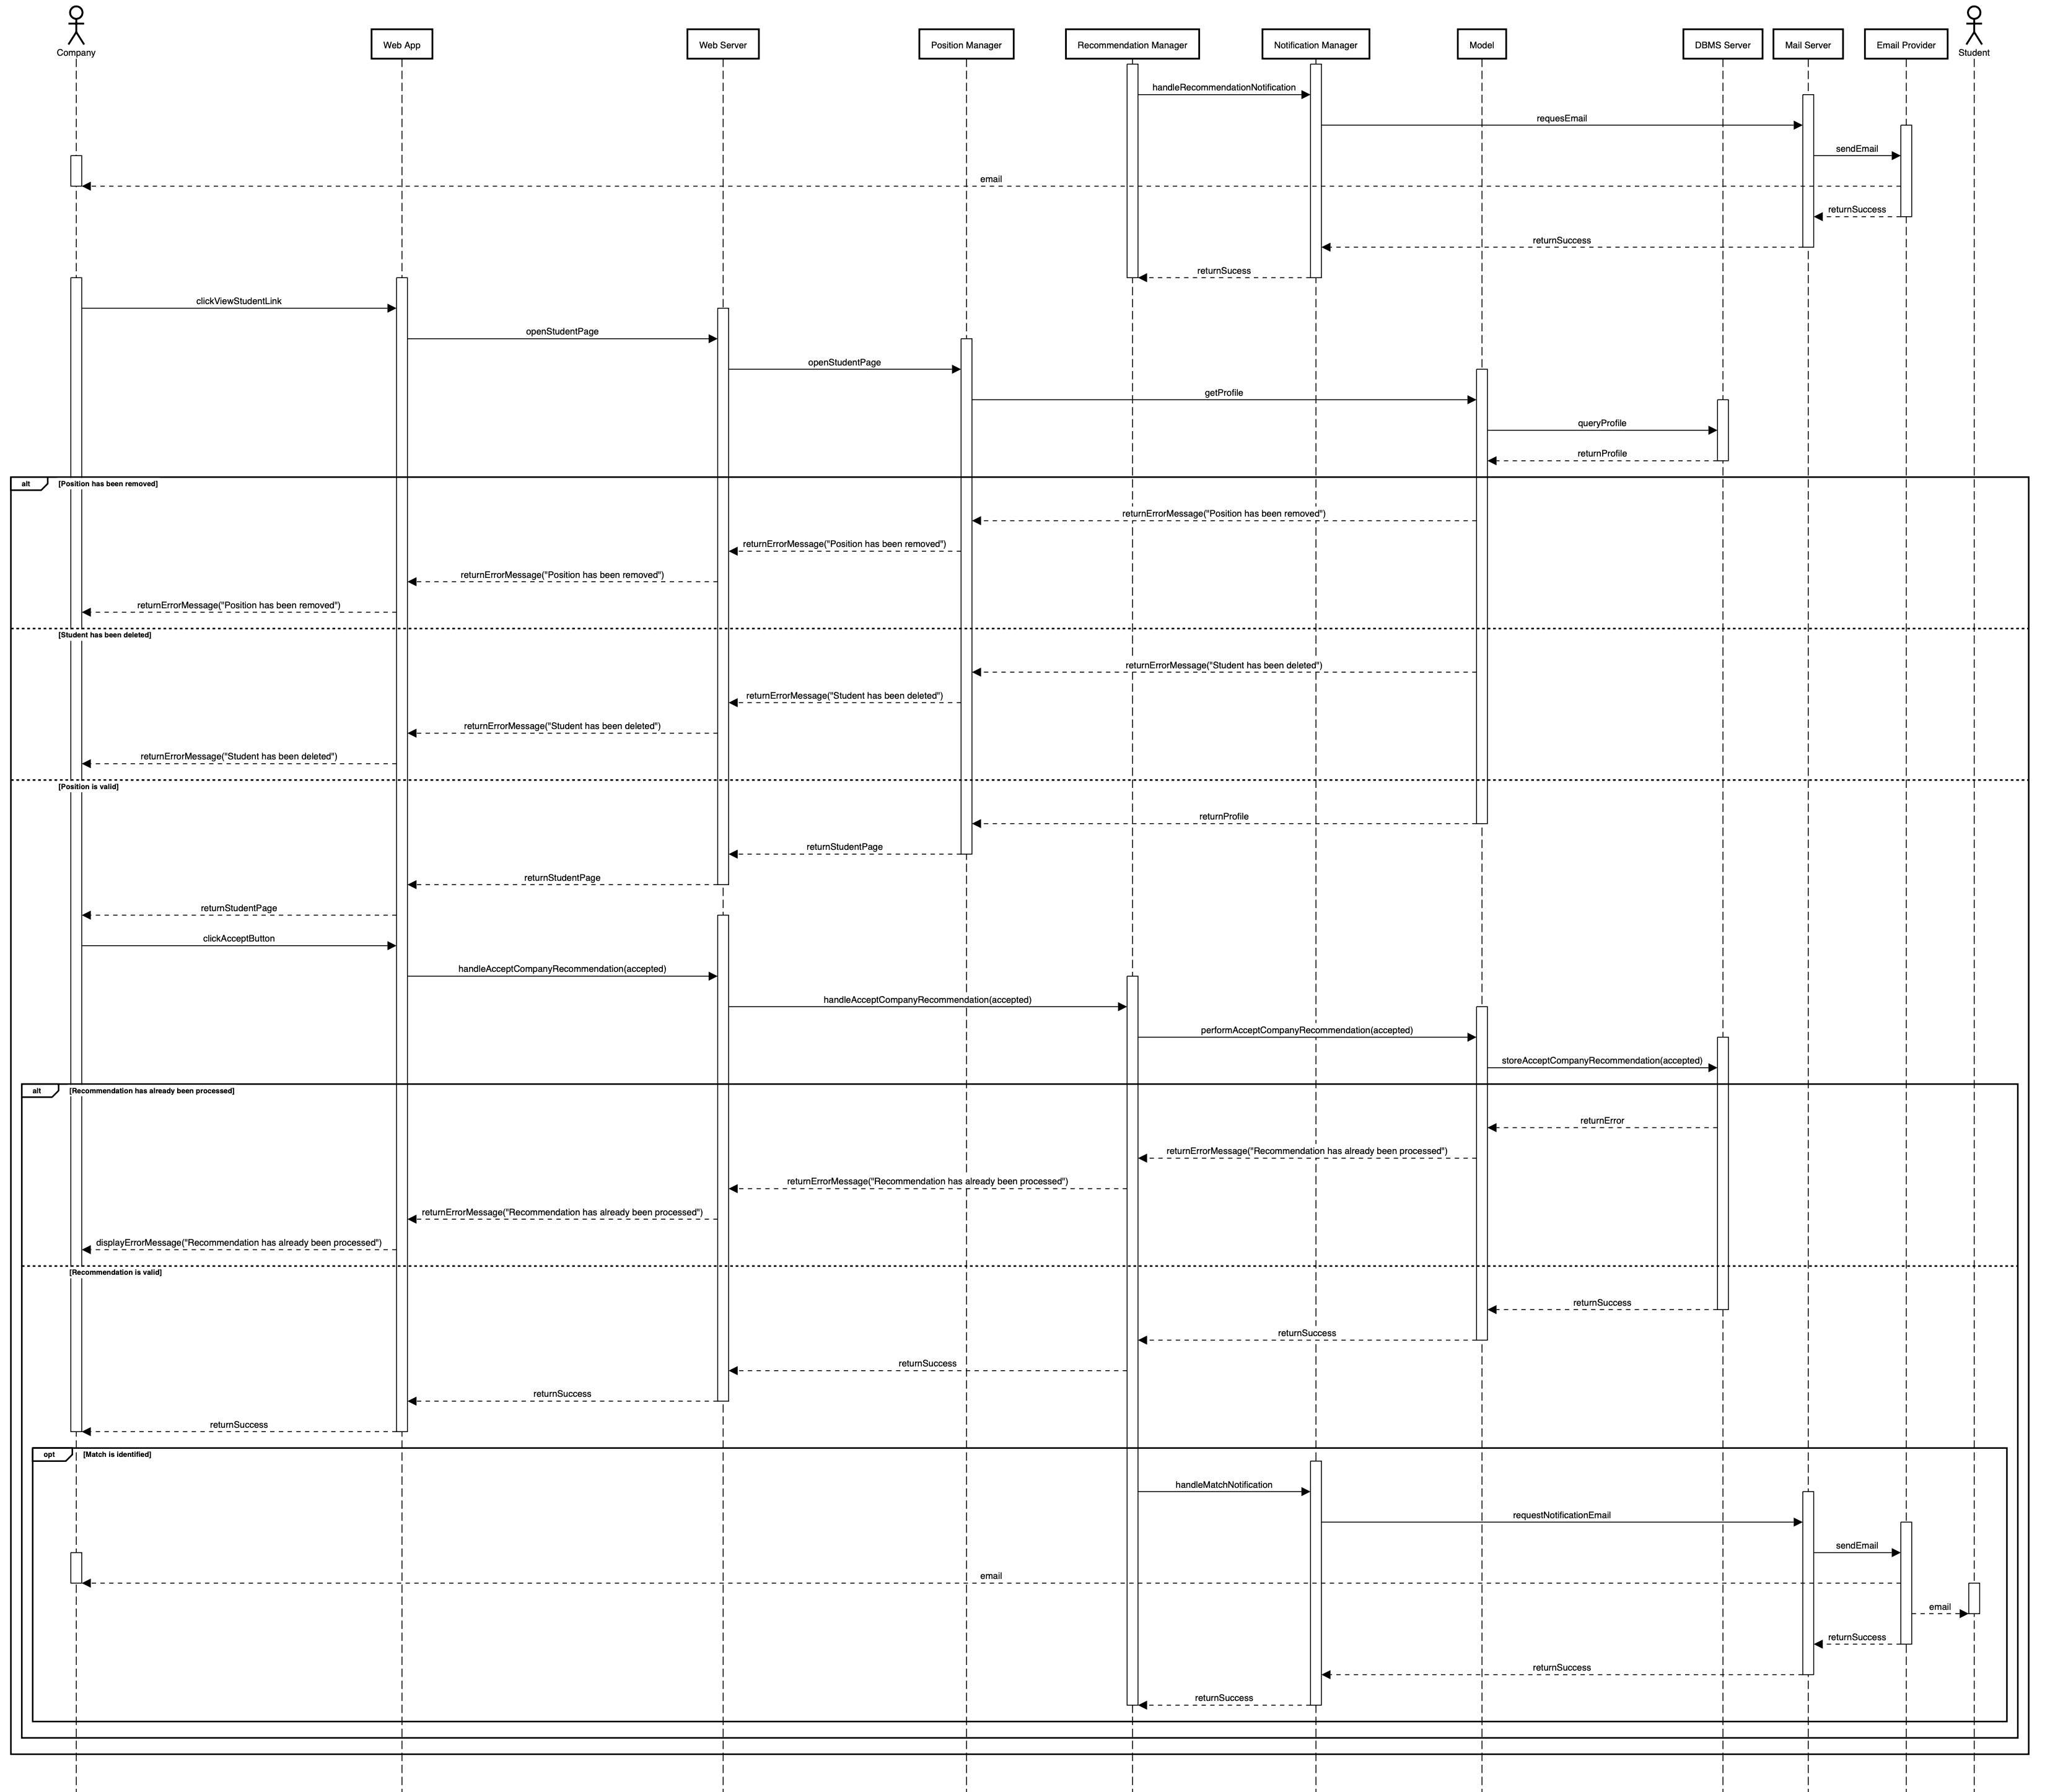 Company
Web App
Web Server
Position Manager
Recommendation Manager
Notification Manager
Model
DBMS Server
Mail Server
Email Provider
Student
handleRecommendationNotification
requesEmail
sendEmail
email
returnSuccess
returnSuccess
returnSucess
clickViewStudentLink
openStudentPage
openStudentPage
getProfile
queryProfile
returnProfile
alt
[Position has been removed]
returnErrorMessage("Position has been removed")
returnErrorMessage("Position has been removed")
returnErrorMessage("Position has been removed")
returnErrorMessage("Position has been removed")
[Student has been deleted]
returnErrorMessage("Student has been deleted")
returnErrorMessage("Student has been deleted")
returnErrorMessage("Student has been deleted")
returnErrorMessage("Student has been deleted")
[Position is valid]
returnProfile
returnStudentPage
returnStudentPage
returnStudentPage
clickAcceptButton
handleAcceptCompanyRecommendation(accepted)
handleAcceptCompanyRecommendation(accepted)
performAcceptCompanyRecommendation(accepted)
storeAcceptCompanyRecommendation(accepted)
alt
[Recommendation has already been processed]
returnError
returnErrorMessage("Recommendation has already been processed")
returnErrorMessage("Recommendation has already been processed")
returnErrorMessage("Recommendation has already been processed")
displayErrorMessage("Recommendation has already been processed")
[Recommendation is valid]
returnSuccess
returnSuccess
returnSuccess
returnSuccess
returnSuccess
opt
[Match is identified]
handleMatchNotification
requestNotificationEmail
sendEmail
email
email
returnSuccess
returnSuccess
returnSuccess